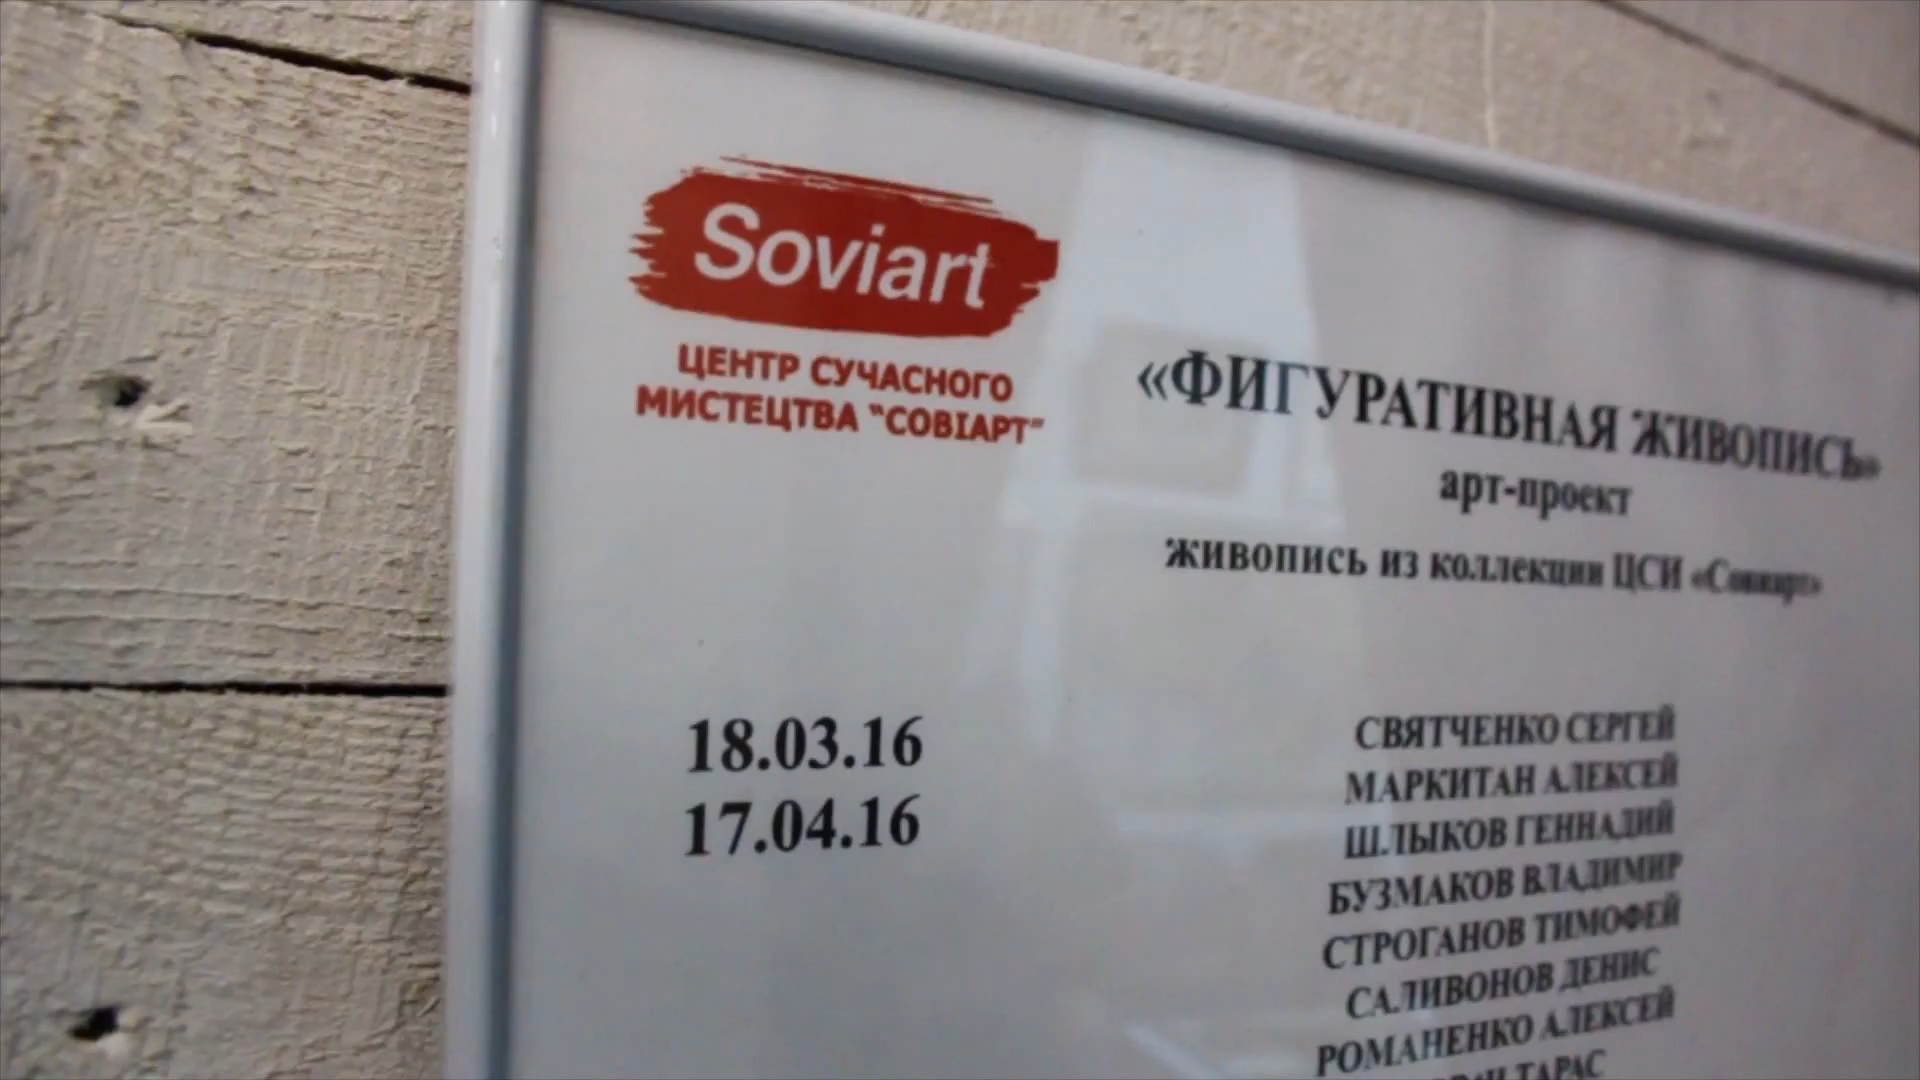 Soviart
ЦЕНТР СУЧАСНОГО
МИСТЕЦТВА "СОВІАРТ"
«ФИГУРАТИВНАЯ ЖИВОПИСЬ»
арт-проект
живопись из коллекции ЦСИ «Совиарт»
18.03.16
17.04.16
СВЯТЧЕНКО СЕРГЕЙ
МАРКИТАН АЛЕКСЕЙ
ШЛЫКОВ ГЕННАДИЙ
БУЗМАКОВ ВЛАДИМИР
СТРОГАНОВ ТИМОФЕЙ
САЛИВОНОВ ДЕНИС
РОМАНЕНКО АЛЕКСЕЙ
ТАРАС